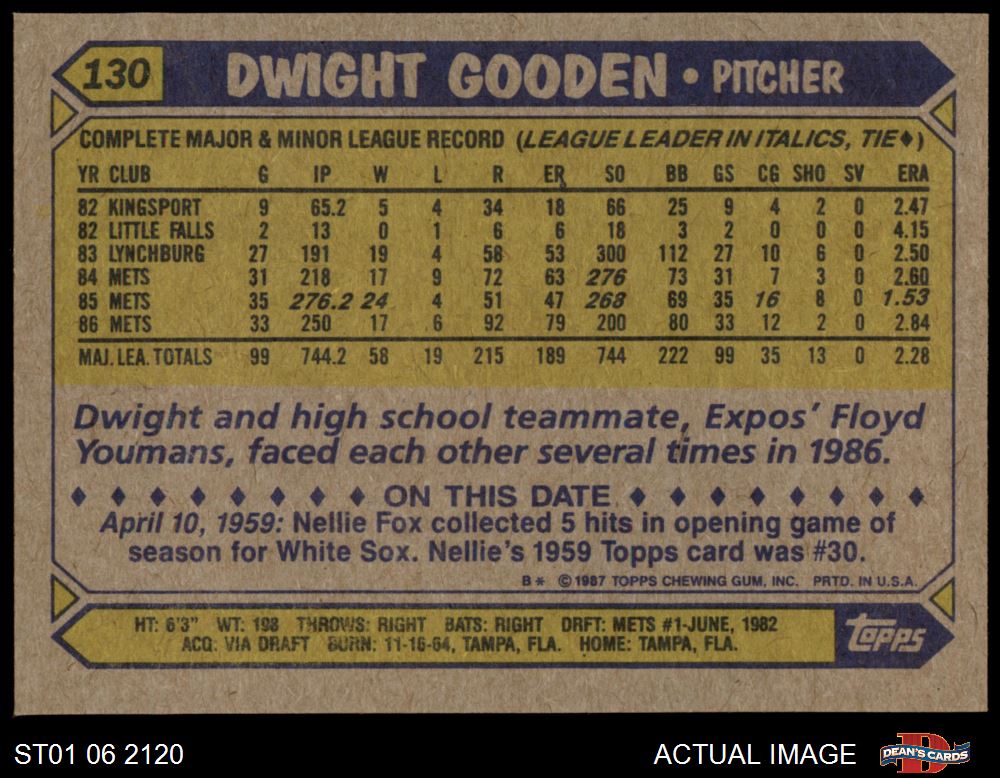 130 DWIGHT GOODEN • PITCHER
COMPLETE MAJOR & MINOR LEAGUE RECORD (LEAGUE LEADER IN ITALICS, TIE♦)
YR CLUB G IP W L R ER SO BB GS CG SHO SV ERA
82 KINGSPORT 9 65.2 5 4 34 18 66 25 9 4 2 0 2.47
82 LITTLE FALLS 2 13 0 1 6 6 18 3 2 0 0 0 4.15
83 LYNCHBURG 27 191 19 4 58 53 300 112 27 10 6 0 2.50
84 METS 31 218 17 9 72 63 276 73 31 7 3 0 2.60
85 METS 35 276.2 24 4 51 47 268 69 35 16 8 0 1.53
86 METS 33 250 17 6 92 79 200 80 33 12 2 0 2.84
MAJ. LEA. TOTALS 99 744.2 58 19 215 189 744 222 99 35 13 0 2.28
Dwight and high school teammate, Expos' Floyd
Youmans, faced each other several times in 1986.
♦ ♦ ♦ ♦ ♦ ♦ ♦ ♦ ON THIS DATE ♦ ♦ ♦ ♦ ♦ ♦ ♦ ♦
April 10, 1959: Nellie Fox collected 5 hits in opening game of
season for White Sox. Nellie's 1959 Topps card was #30.
B* © 1987 TOPPS CHEWING GUM, INC. PRTD. IN U.S.A.
HT: 6'3" WT: 198 THROWS: RIGHT BATS: RIGHT DRFT: METS #1-JUNE, 1982
ACQ: VIA DRAFT BORN: 11-16-64, TAMPA, FLA. HOME: TAMPA, FLA.
Topps
ST01 06 2120 ACTUAL IMAGE DEAN'S CARDS